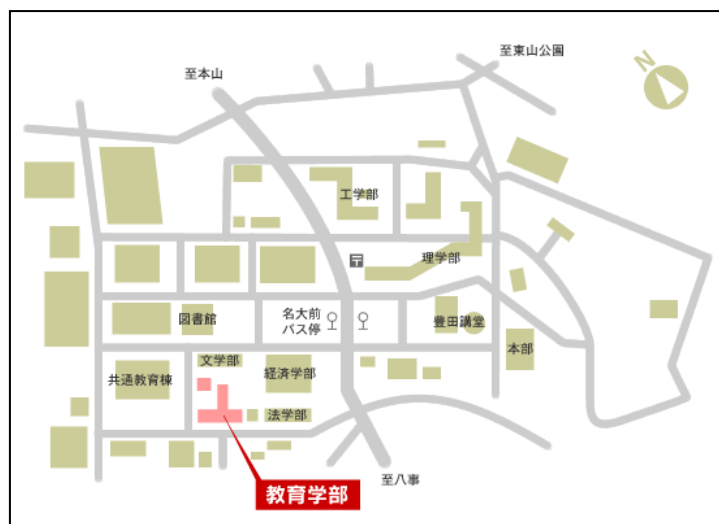 至東山公園
至本山
N
工学部
〒
理学部
図書館
名大前
バス停
豊田講堂
本部
文学部
共通教育棟
経済学部
法学部
至八事
教育学部